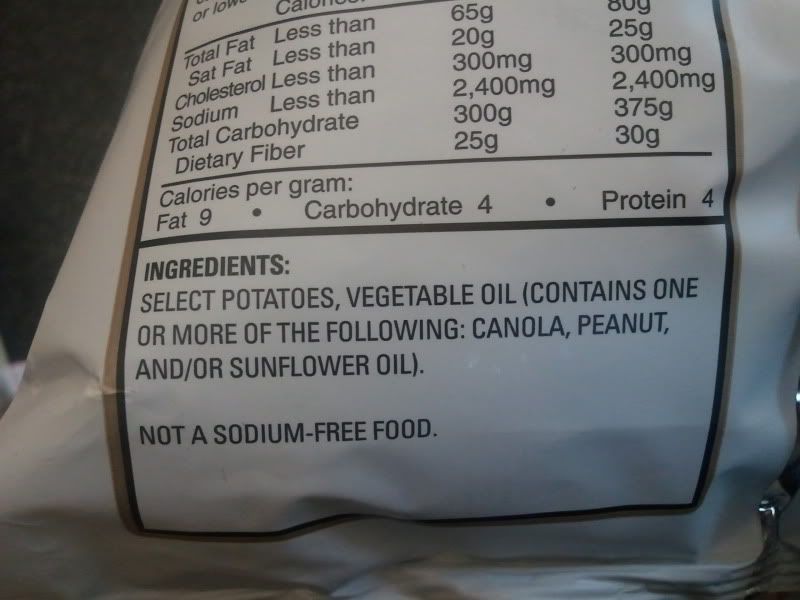 or
65g 80g
Total Fat Less than 20g 25g
Sat Fat Less than 300mg 300mg
Cholesterol Less than 2,400mg 2,400mg
Sodium Less than 300g 375g
Total Carbohydrate 25g 30g
Dietary Fiber
Calories per gram:
Fat 9 • Carbohydrate 4 • Protein 4
INGREDIENTS:
SELECT POTATOES, VEGETABLE OIL (CONTAINS ONE
OR MORE OF THE FOLLOWING: CANOLA, PEANUT,
AND/OR SUNFLOWER OIL).
NOT A SODIUM-FREE FOOD.